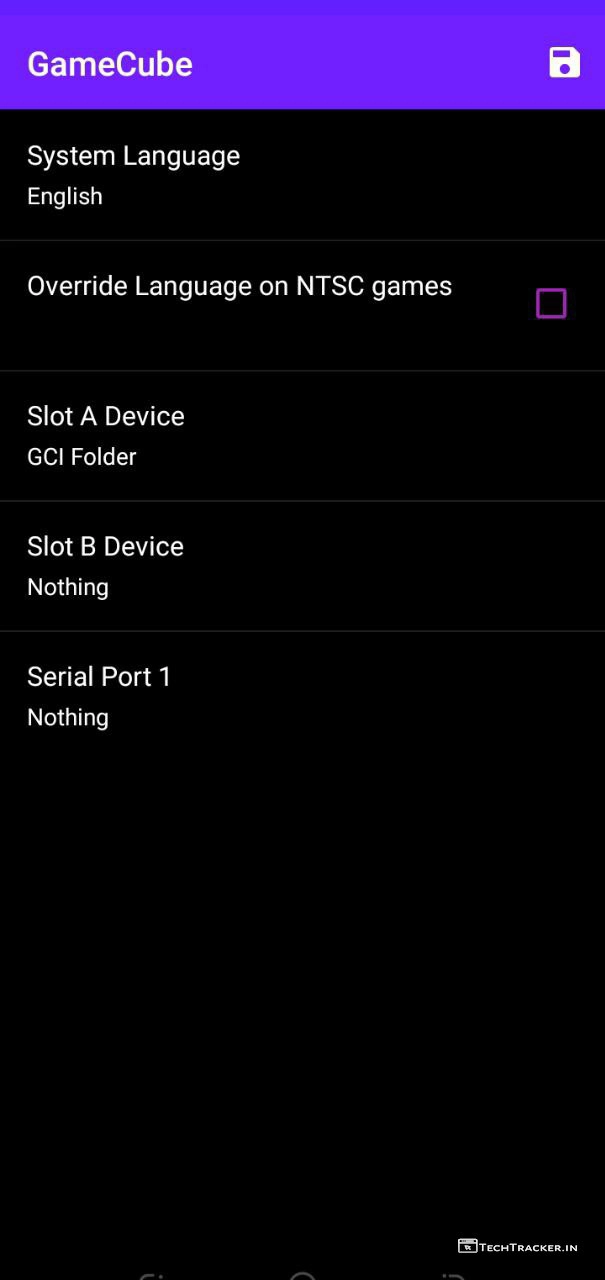 GameCube
System Language
English
Override Language on NTSC games
Slot A Device
GCI Folder
Slot B Device
Nothing
Serial Port 1
Nothing
TECHTRACKER.IN